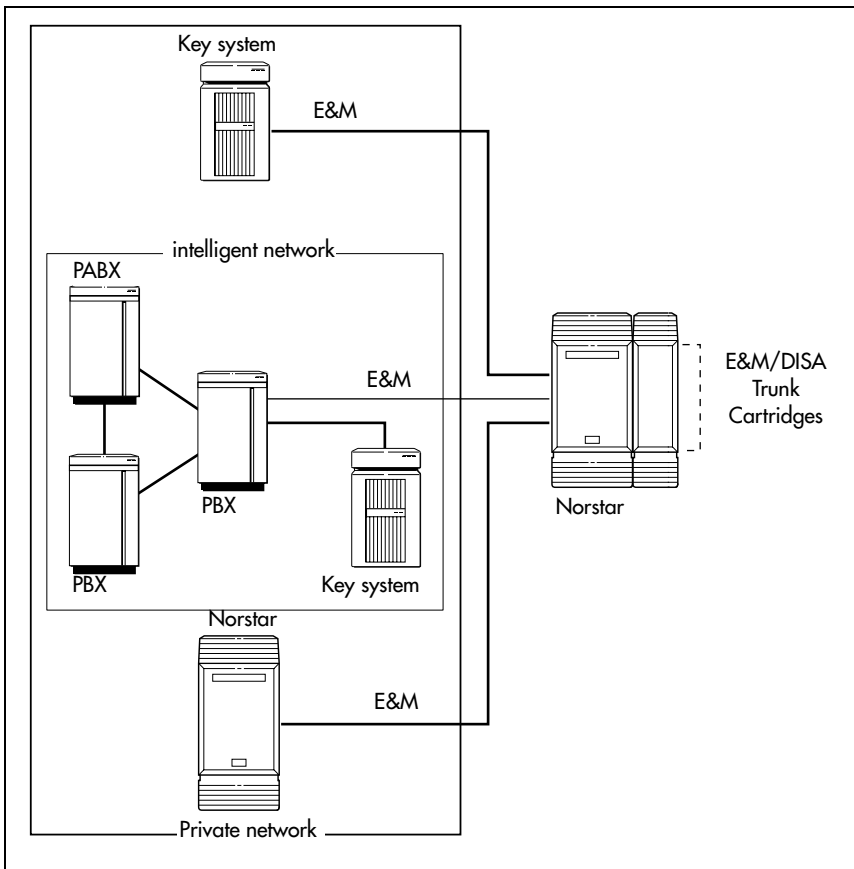 Key system
E&M
intelligent network
PABX
E&M
E&M/DISA
Trunk
Cartridges
PBX
Norstar
PBX
Key system
Norstar
E&M
Private network